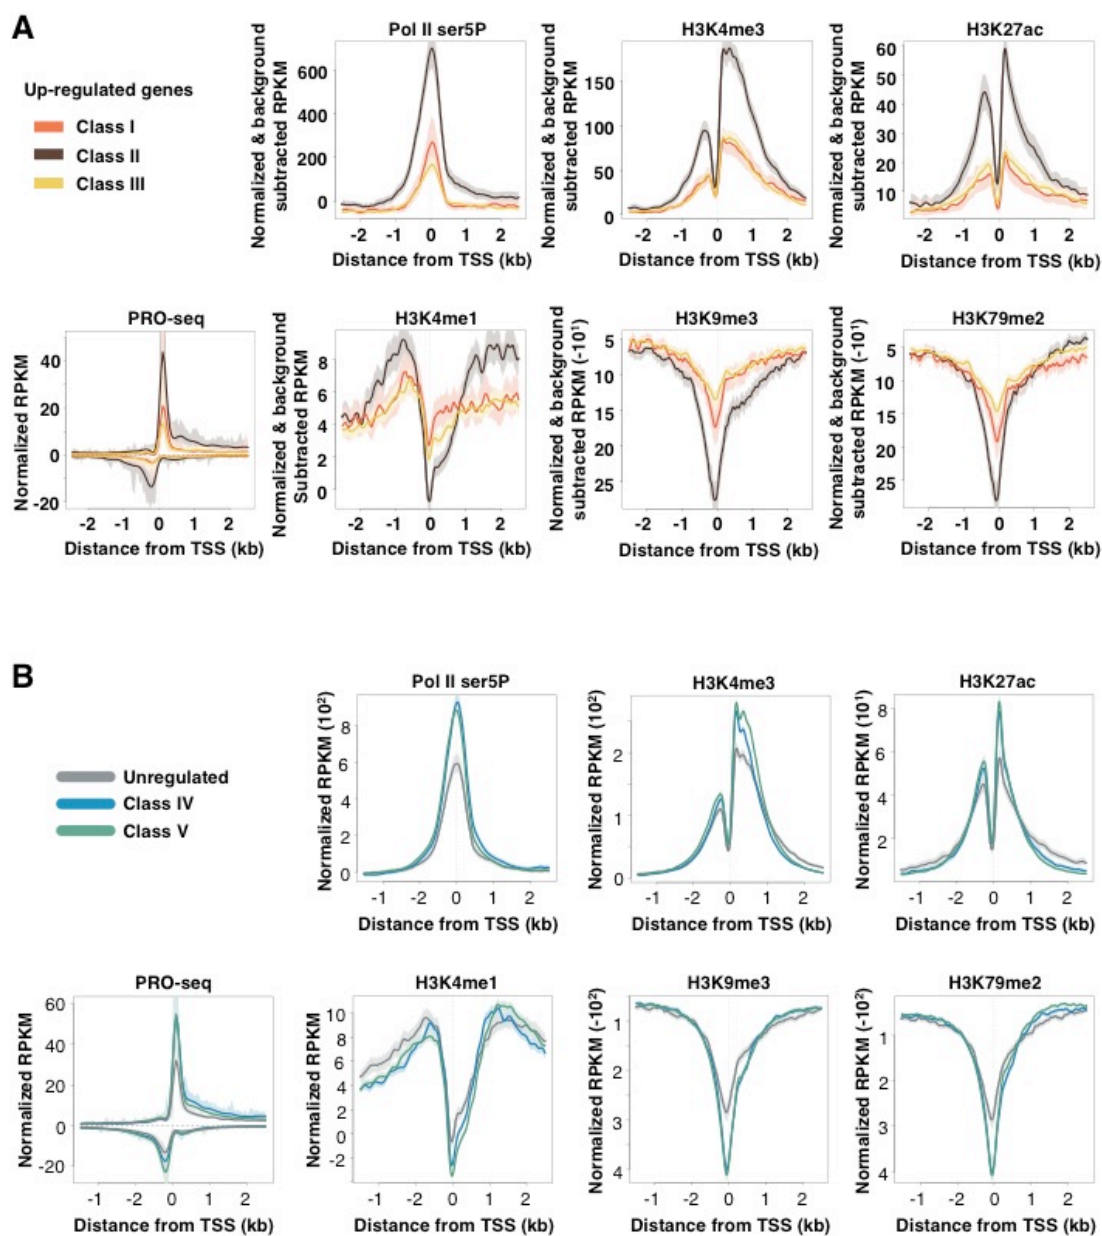 A
Up-regulated genes
Class I
Class II
Class III
Pol II ser5P
Normalized & background
subtracted RPKM
600
400
200
0
-2 -1 0 1 2
Distance from TSS (kb)
H3K4me3
Normalized & background
subtracted RPKM
150
100
50
0
-2 -1 0 1 2
Distance from TSS (kb)
H3K27ac
Normalized & background
subtracted RPKM
60
50
40
30
20
10
-2 -1 0 1 2
Distance from TSS (kb)
PRO-seq
Normalized RPKM
40
20
0
-20
-2 -1 0 1 2
Distance from TSS (kb)
H3K4me1
Normalized & background
Subtracted RPKM
8
6
4
2
0
-2 -1 0 1 2
Distance from TSS (kb)
H3K9me3
Normalized & background
subtracted RPKM (-10¹)
5
10
15
20
25
-2 -1 0 1 2
Distance from TSS (kb)
H3K79me2
Normalized & background
subtracted RPKM (-10¹)
5
10
15
20
25
-2 -1 0 1 2
Distance from TSS (kb)
B
Unregulated
Class IV
Class V
Pol II ser5P
Normalized RPKM (10²)
8
6
4
2
0
-1 -2 0 1 2
Distance from TSS (kb)
H3K4me3
Normalized RPKM (10²)
2
1
0
-1 -2 0 1 2
Distance from TSS (kb)
H3K27ac
Normalized RPKM (10¹)
8
6
4
2
-1 -2 0 1 2
Distance from TSS (kb)
PRO-seq
Normalized RPKM
60
40
20
0
-20
-1 -2 0 1 2
Distance from TSS (kb)
H3K4me1
Normalized RPKM
10
8
6
4
2
0
-2
-1 -2 0 1 2
Distance from TSS (kb)
H3K9me3
Normalized RPKM (-10²)
1
2
3
4
-1 -2 0 1 2
Distance from TSS (kb)
H3K79me2
Normalized RPKM (-10²)
1
2
3
4
-1 -2 0 1 2
Distance from TSS (kb)